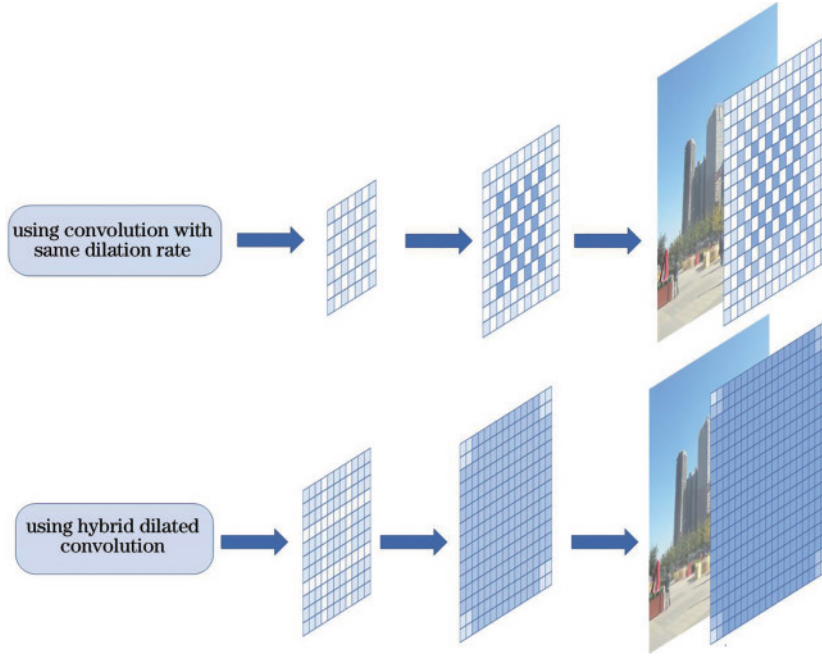 using convolution with
same dilation rate
using hybrid dilated
convolution